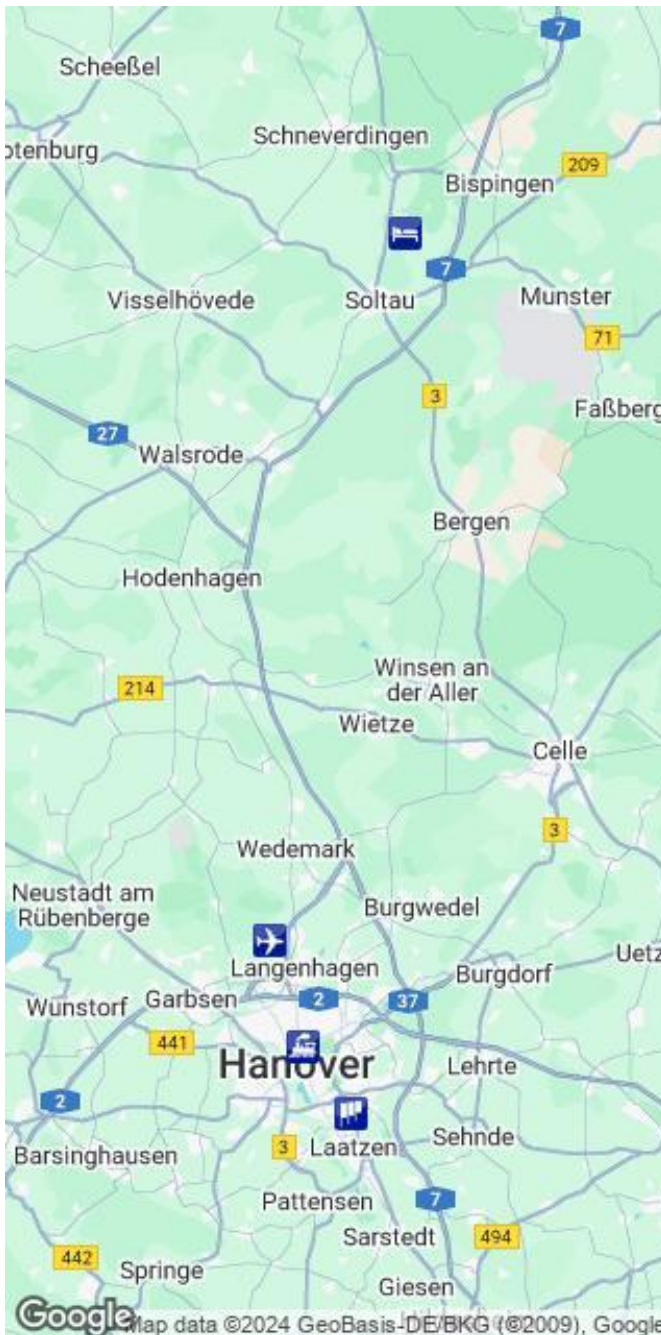 7
Scheeßel
Schneverdingen
otenburg
209
Bispingen
7
Visselhövede
Soltau
Munster
71
3
Faßberg
27
Walsrode
Bergen
Hodenhagen
Winsen an
der Aller
214
Wietze
Celle
3
Wedemark
Neustadt am
Rübenberge
Burgwedel
Uetz
Langenhagen
Burgdorf
Wunstorf
Garbsen
2
37
441
Hanover
Lehrte
2
Sehnde
3
Laatzen
Barsinghausen
Pattensen
7
Sarstedt
494
442
Springe
Giesen
Google
Map data ©2024 GeoBasis-DE/BKG (©2009), Google